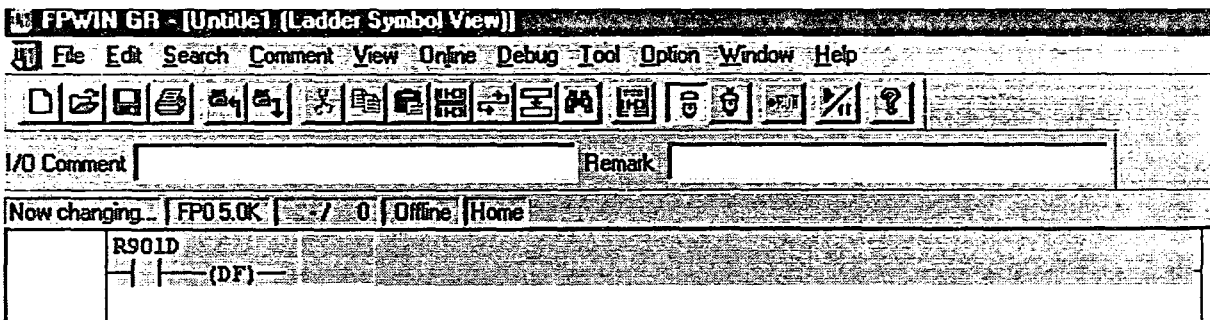 FPWIN GR - [Untitle1 (Ladder Symbol View)]
File Edit Search Comment View Online Debug Tool Option Window Help
I/O Comment Remark
Now changing... FP0 5.0K - / 0 Offline Home
R901D
(DF)